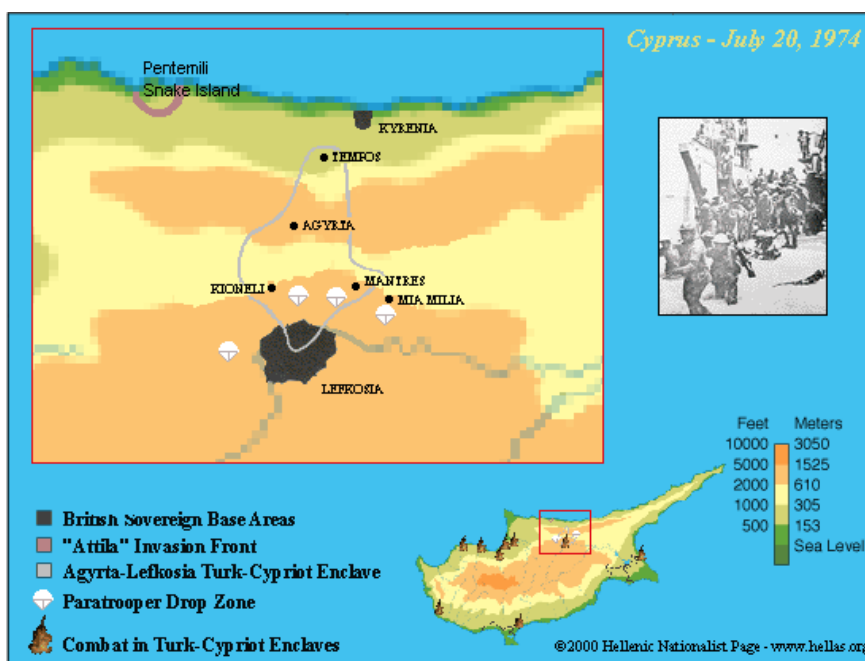 Cyprus - July 20, 1974
Pentemili
Snake Island
KYRENIA
TEMPOS
AGYRTA
KIONELI
MANTRES
MIA MILIA
LEFKOSIA
Feet Meters
10000 3050
5000 1525
2000 610
1000 305
500 153
Sea Level
British Sovereign Base Areas
"Attila" Invasion Front
Agyrta-Lefkosia Turk-Cypriot Enclave
Paratrooper Drop Zone
Combat in Turk-Cypriot Enclaves
©2000 Hellenic Nationalist Page - www.hellas.org